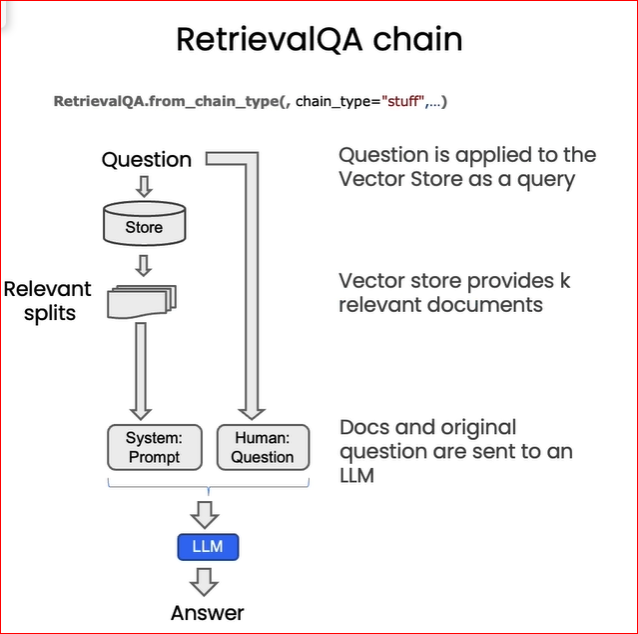 RetrievalQA chain
RetrievalQA.from_chain_type(, chain_type="stuff",...)
Question
Question is applied to the
Vector Store as a query
Store
Relevant
splits
Vector store provides k
relevant documents
System:
Prompt
Human:
Question
Docs and original
question are sent to an
LLM
LLM
Answer